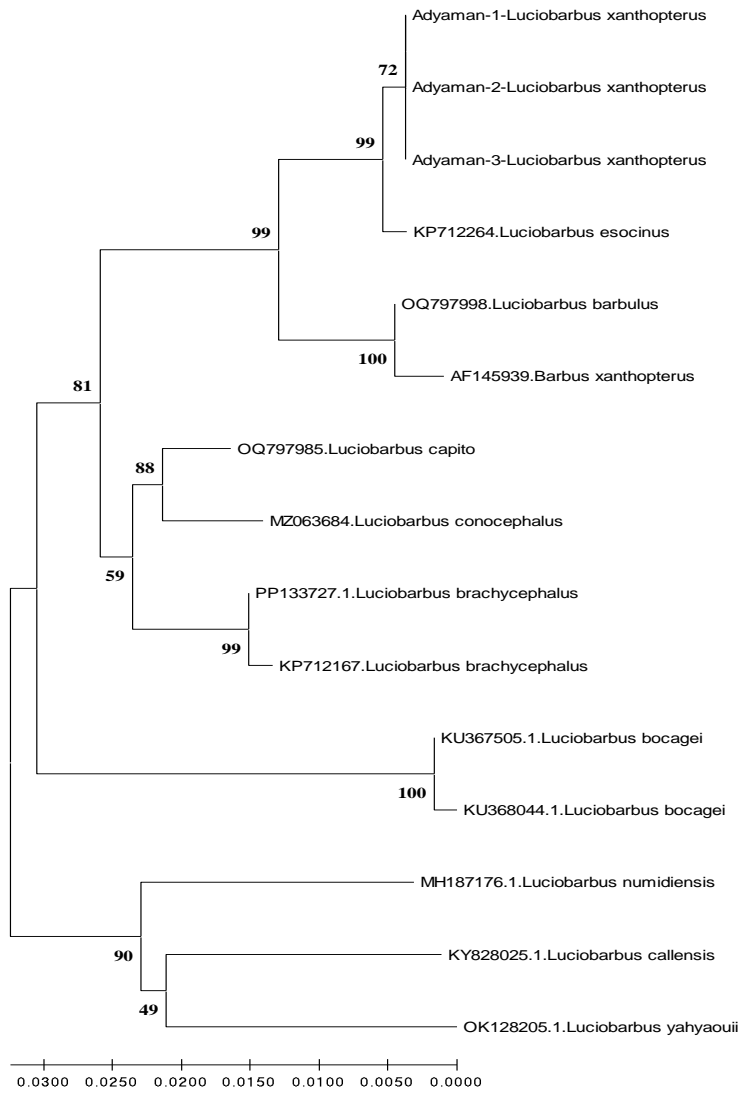 Adyaman-1-Luciobarbus xanthopterus
72
Adyaman-2-Luciobarbus xanthopterus
99
Adyaman-3-Luciobarbus xanthopterus
99
KP712264.Luciobarbus esocinus
OQ797998.Luciobarbus barbulus
100
AF145939.Barbus xanthopterus
81
OQ797985.Luciobarbus capito
88
MZ063684.Luciobarbus conocephalus
59
PP133727.1.Luciobarbus brachycephalus
99
KP712167.Luciobarbus brachycephalus
KU367505.1.Luciobarbus bocagei
100
KU368044.1.Luciobarbus bocagei
MH187176.1.Luciobarbus numidiensis
90
KY828025.1.Luciobarbus callensis
49
OK128205.1.Luciobarbus yahyaouii
0.0300 0.0250 0.0200 0.0150 0.0100 0.0050 0.0000